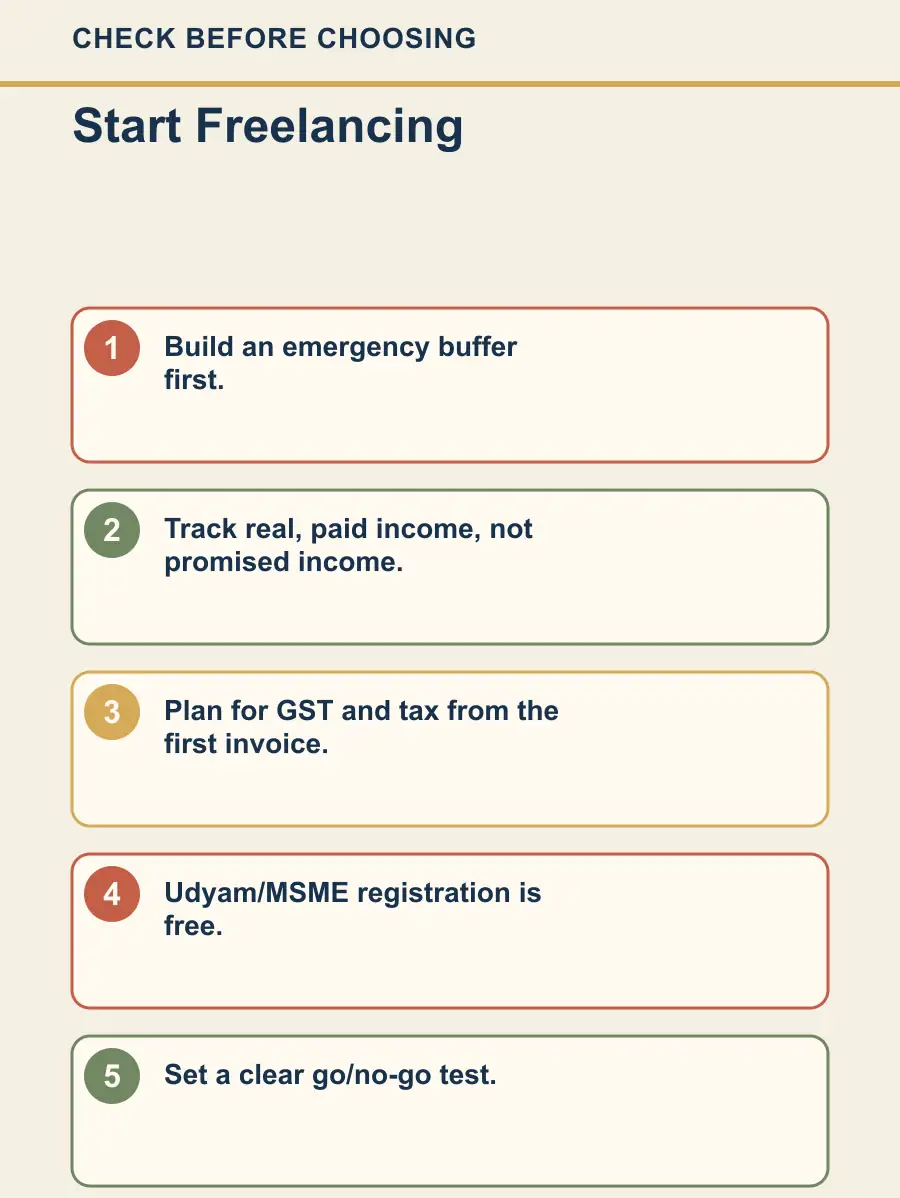 CHECK BEFORE CHOOSING
Start Freelancing
1
Build an emergency buffer
first.
2
Track real, paid income, not
promised income.
3
Plan for GST and tax from the
first invoice.
4
Udyam/MSME registration is
free.
5
Set a clear go/no-go test.